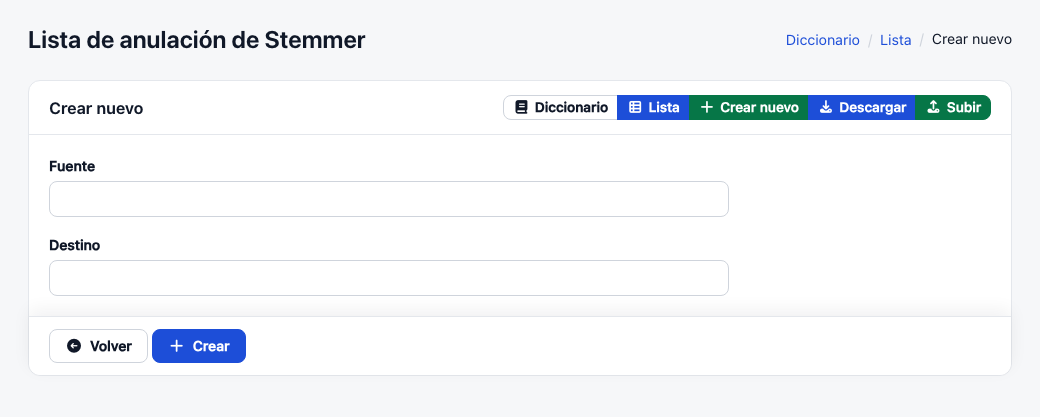 Lista de anulación de Stemmer
Diccionario / Lista / Crear nuevo
Crear nuevo
Diccionario Lista Crear nuevo Descargar Subir
Fuente
Destino
Volver Crear